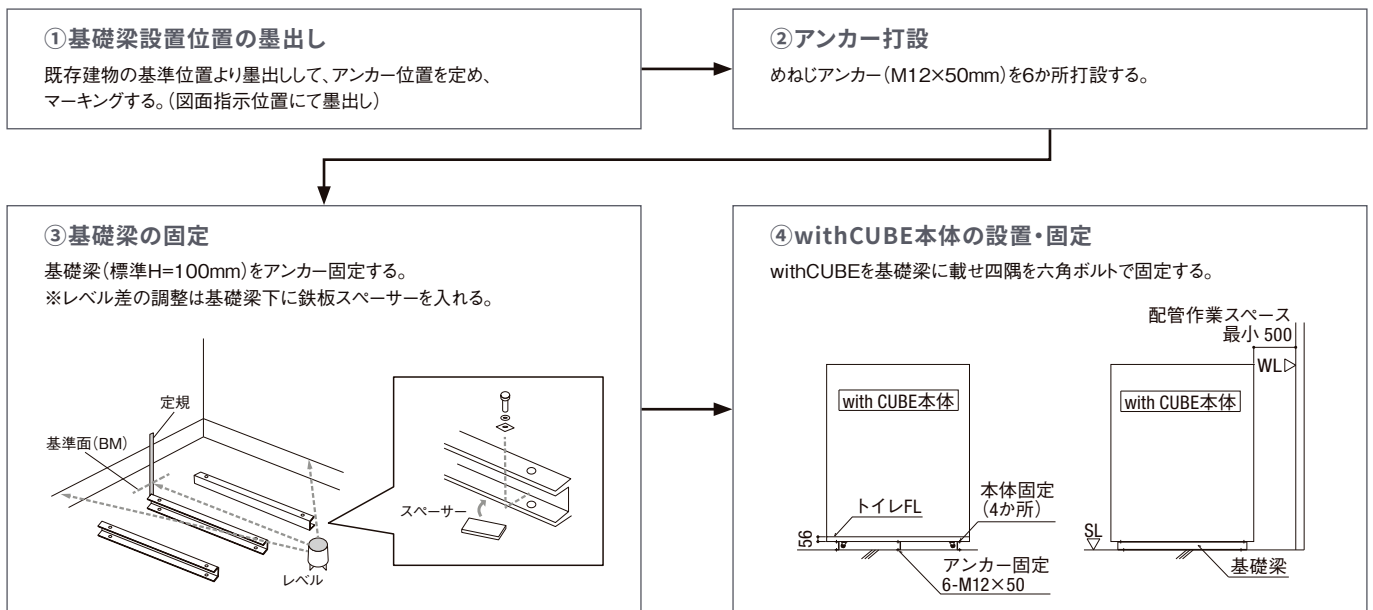 ①基礎梁設置位置の墨出し
既存建物の基準位置より墨出しして、アンカー位置を定め、
マーキングする。(図面指示位置にて墨出し)
②アンカー打設
めねじアンカー(M12×50mm)を6か所打設する。
③基礎梁の固定
基礎梁(標準H=100mm)をアンカー固定する。
※レベル差の調整は基礎梁下に鉄板スペーサーを入れる。
定規
基準面(BM)
スペーサー
レベル
④withCUBE本体の設置・固定
withCUBEを基礎梁に載せ四隅を六角ボルトで固定する。
配管作業スペース
最小 500
WL
with CUBE本体
with CUBE本体
トイレFL
本体固定
(4か所)
56
SL
アンカー固定
6-M12×50
基礎梁